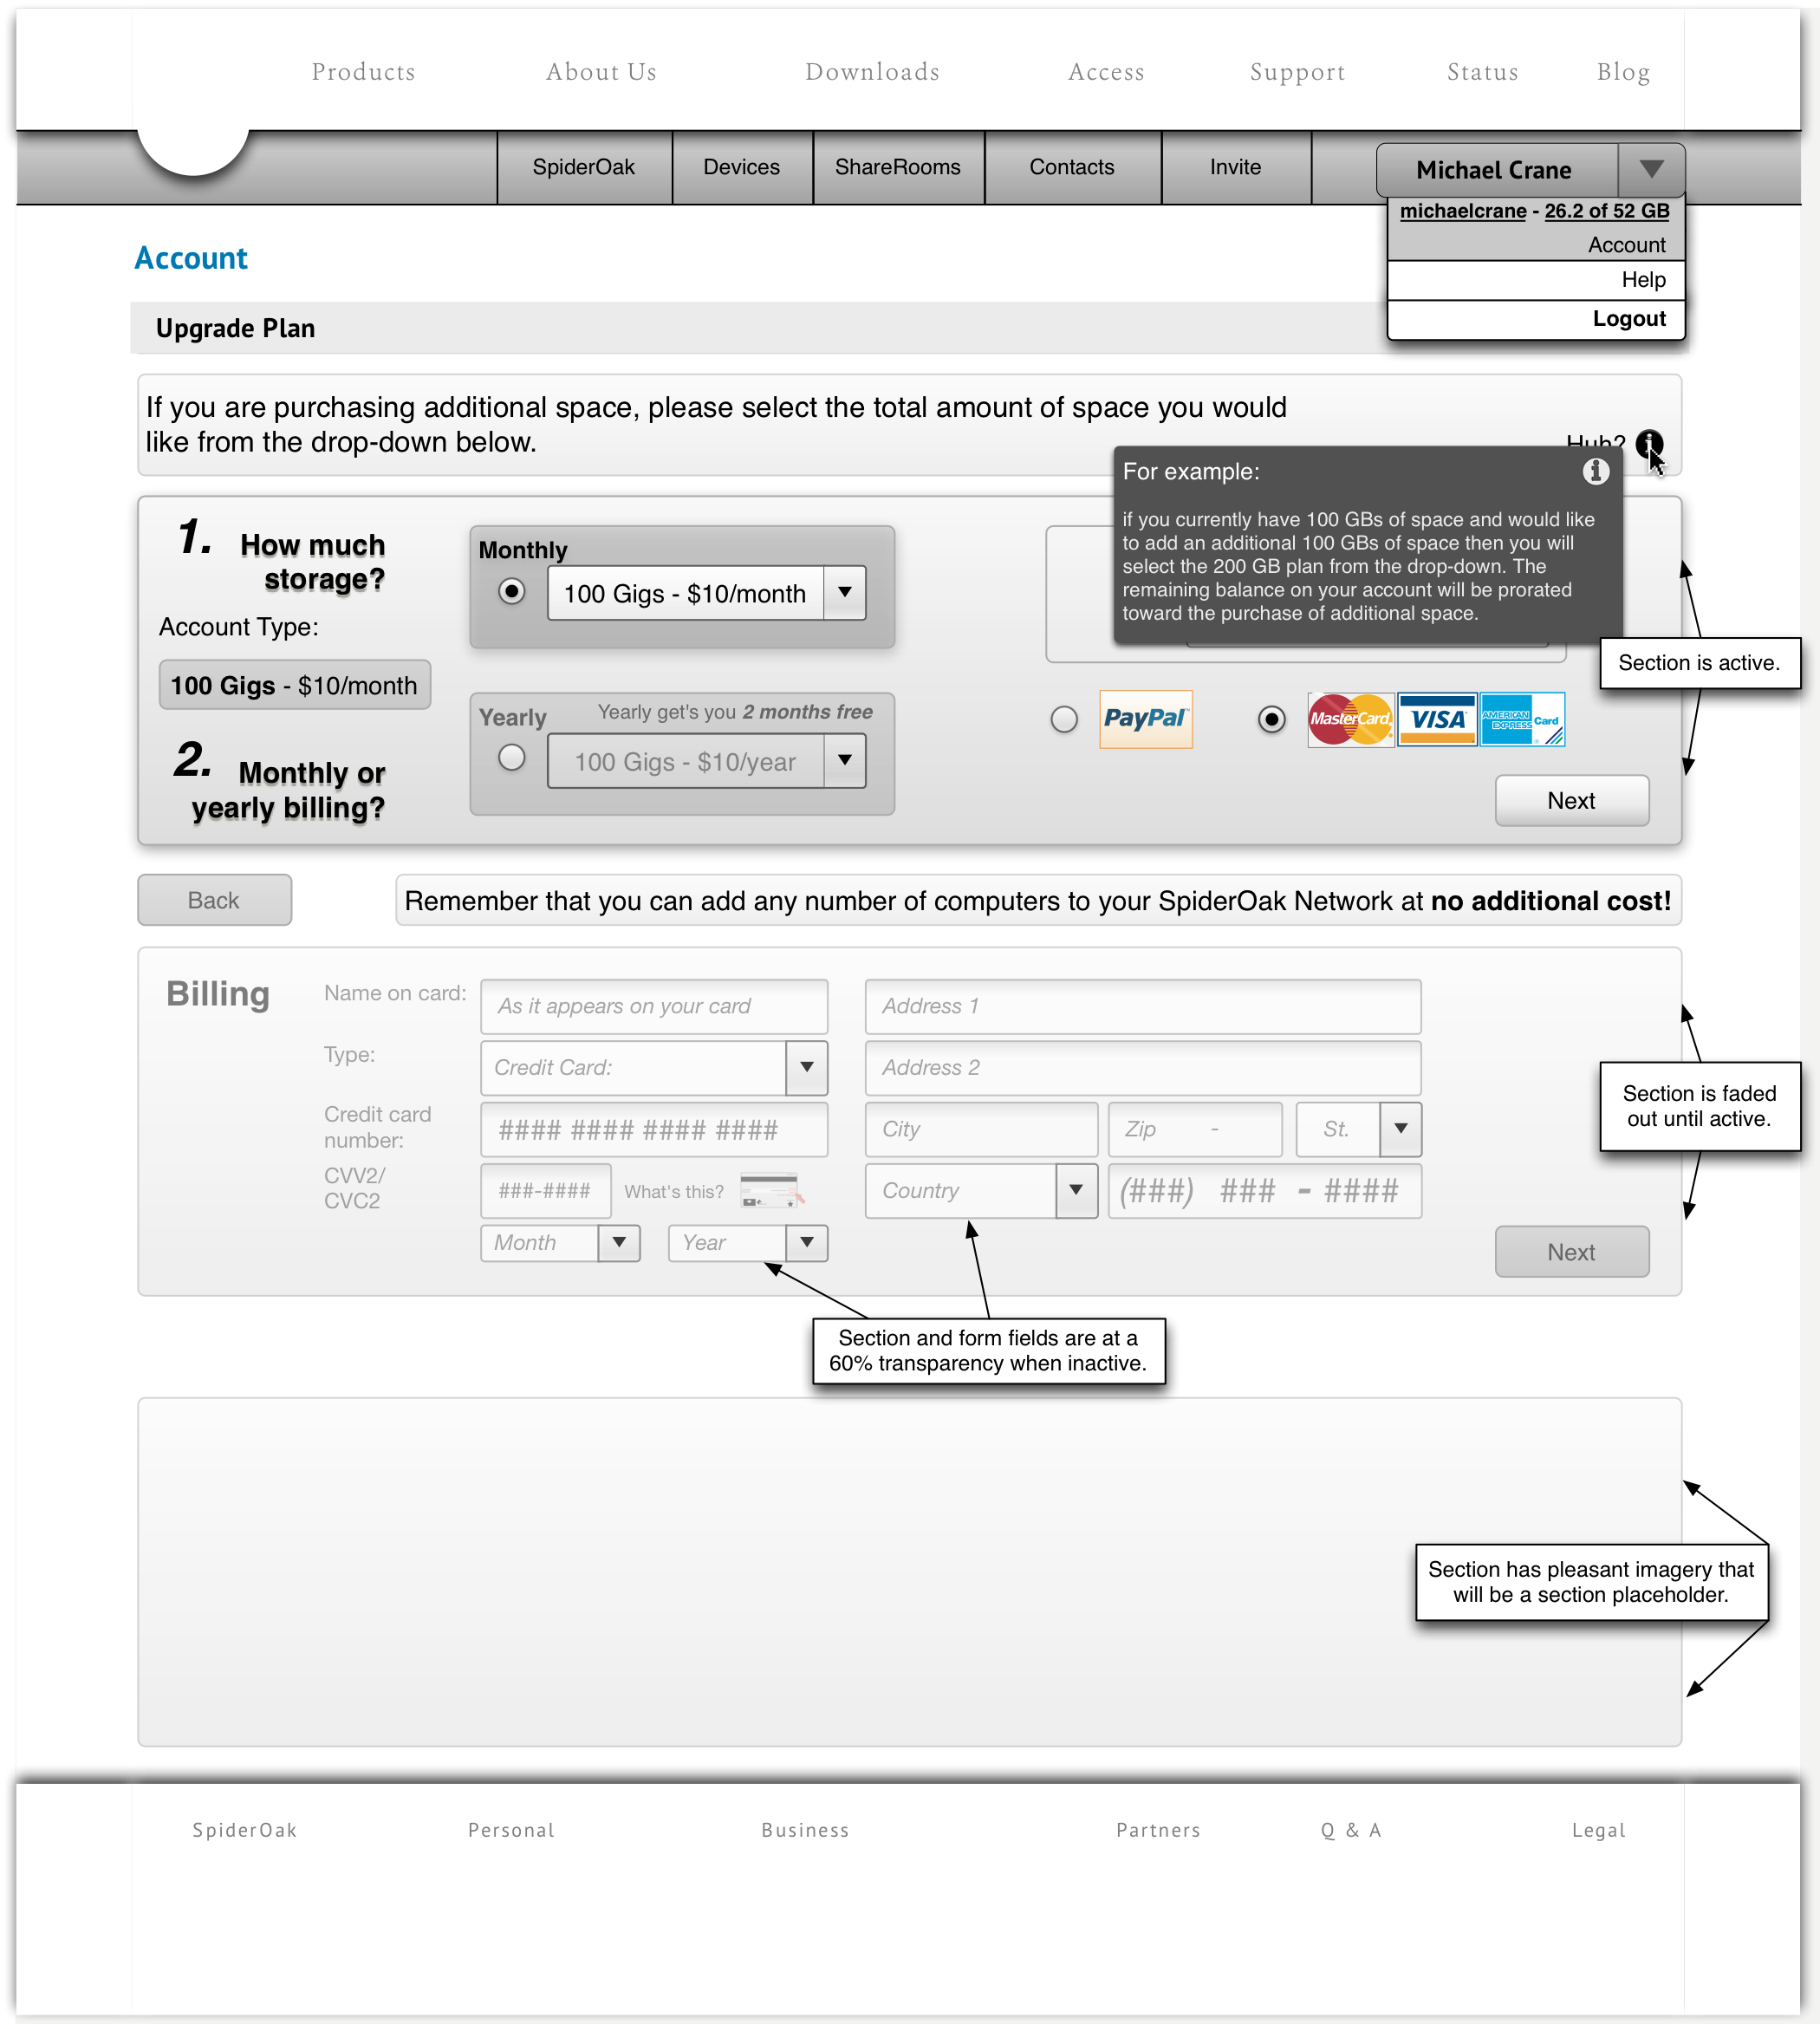 Products About Us Downloads Access Support Status Blog
SpiderOak Devices ShareRooms Contacts Invite Michael Crane
michaelcrane - 26.2 of 52 GB
Account
Help
Logout
Account
Upgrade Plan
If you are purchasing additional space, please select the total amount of space you would
like from the drop-down below.
Huh?
For example:
if you currently have 100 GBs of space and would like
to add an additional 100 GBs of space then you will
select the 200 GB plan from the drop-down. The
remaining balance on your account will be prorated
toward the purchase of additional space.
1. How much
storage?
Account Type:
100 Gigs - $10/month
2. Monthly or
yearly billing?
Monthly
100 Gigs - $10/month
Yearly Yearly get's you 2 months free
100 Gigs - $10/year
PayPal MasterCard VISA AMERICAN EXPRESS Card
Next
Section is active.
Back
Remember that you can add any number of computers to your SpiderOak Network at no additional cost!
Billing
Name on card: As it appears on your card Address 1
Type: Credit Card: Address 2
Credit card
number:
#### #### #### #### City Zip - St.
CVV2/
CVC2
###-#### What's this? Country (###) ### - ####
Month Year
Next
Section is faded
out until active.
Section and form fields are at a
60% transparency when inactive.
Section has pleasant imagery that
will be a section placeholder.
SpiderOak Personal Business Partners Q & A Legal